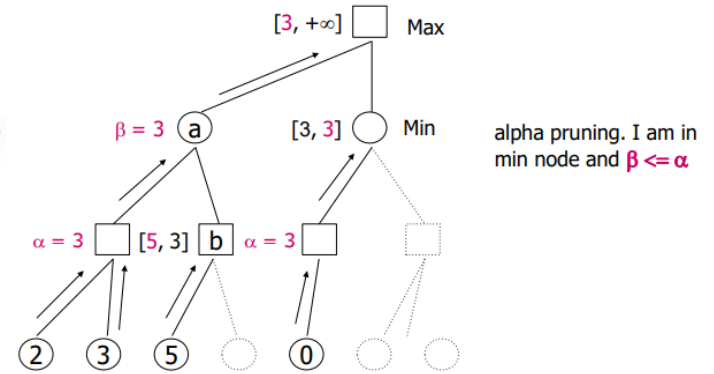 [3, +∞] Max
β = 3 a [3, 3] Min
alpha pruning. I am in
min node and β <= α
α = 3 [5, 3] b α = 3
2 3 5 0